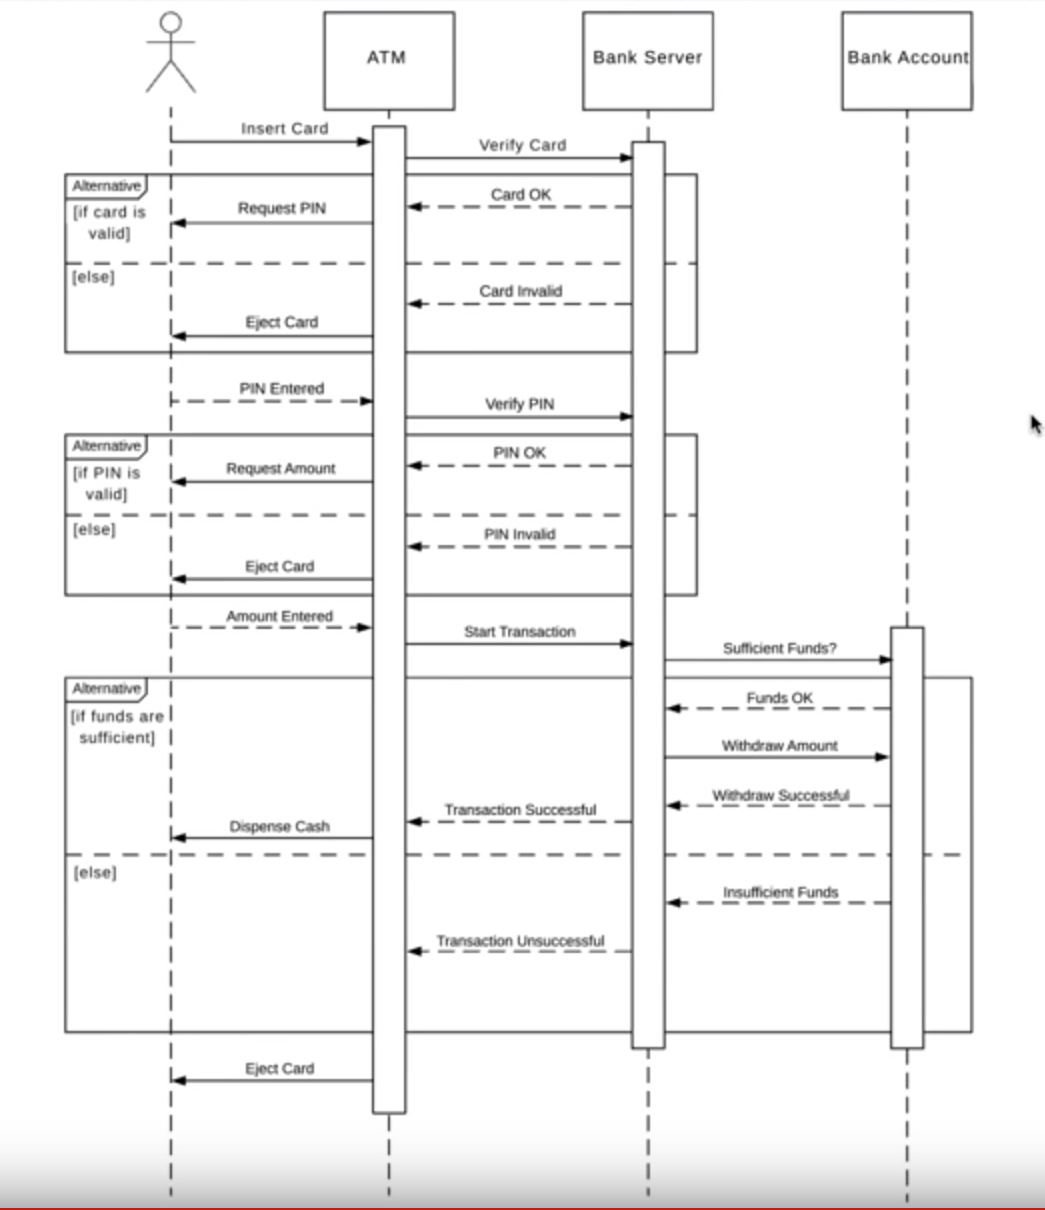 ATM
Bank Server
Bank Account
Insert Card
Verify Card
Alternative
Card OK
[if card is
valid]
Request PIN
[else]
Card Invalid
Eject Card
PIN Entered
Verify PIN
Alternative
PIN OK
[if PIN is
valid]
Request Amount
[else]
PIN Invalid
Eject Card
Amount Entered
Start Transaction
Sufficient Funds?
Alternative
Funds OK
[if funds are
sufficient]
Withdraw Amount
Withdraw Successful
Transaction Successful
Dispense Cash
[else]
Insufficient Funds
Transaction Unsuccessful
Eject Card